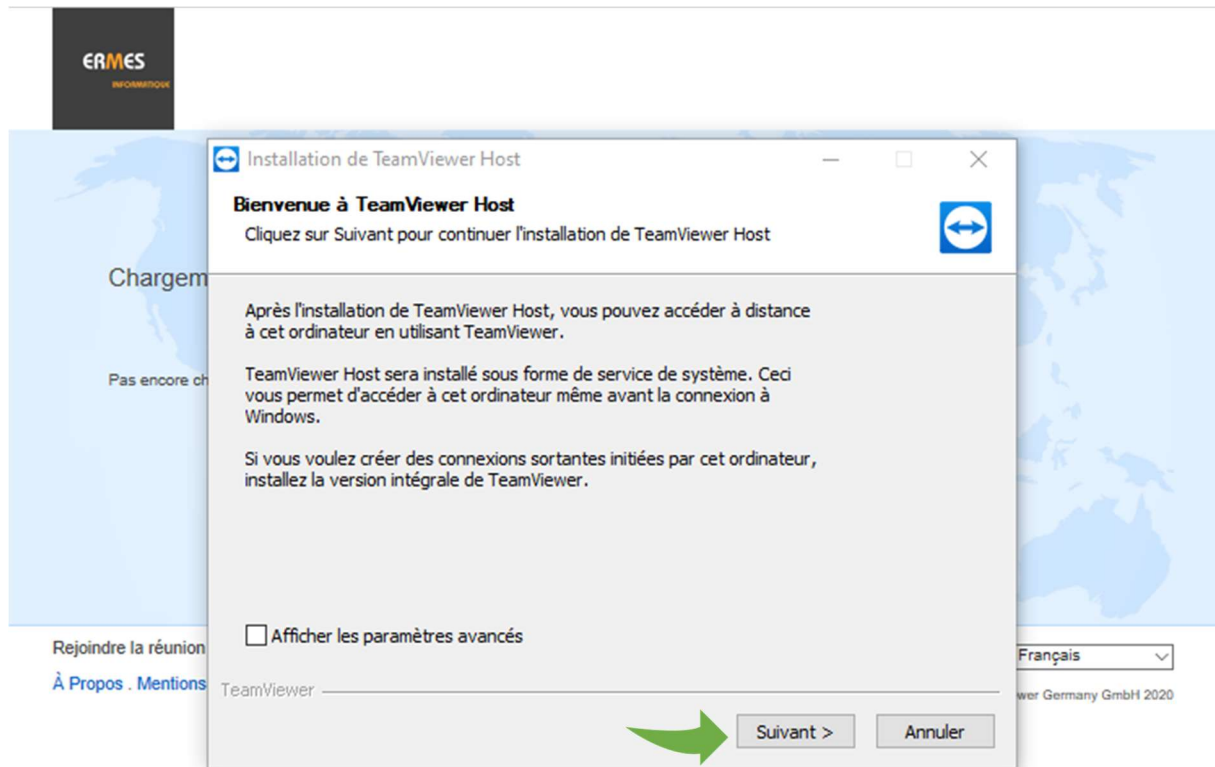 ERMES
INFORMATIQUE
Installation de TeamViewer Host
Bienvenue à TeamViewer Host
Cliquez sur Suivant pour continuer l'installation de TeamViewer Host
Chargem
Après l'installation de TeamViewer Host, vous pouvez accéder à distance
à cet ordinateur en utilisant TeamViewer.
Pas encore ch
TeamViewer Host sera installé sous forme de service de système. Ceci
vous permet d'accéder à cet ordinateur même avant la connexion à
Windows.
Si vous voulez créer des connexions sortantes initiées par cet ordinateur,
installez la version intégrale de TeamViewer.
Afficher les paramètres avancés
Rejoindre la réunion
Français
À Propos . Mentions
TeamViewer
wer Germany GmbH 2020
Suivant >
Annuler